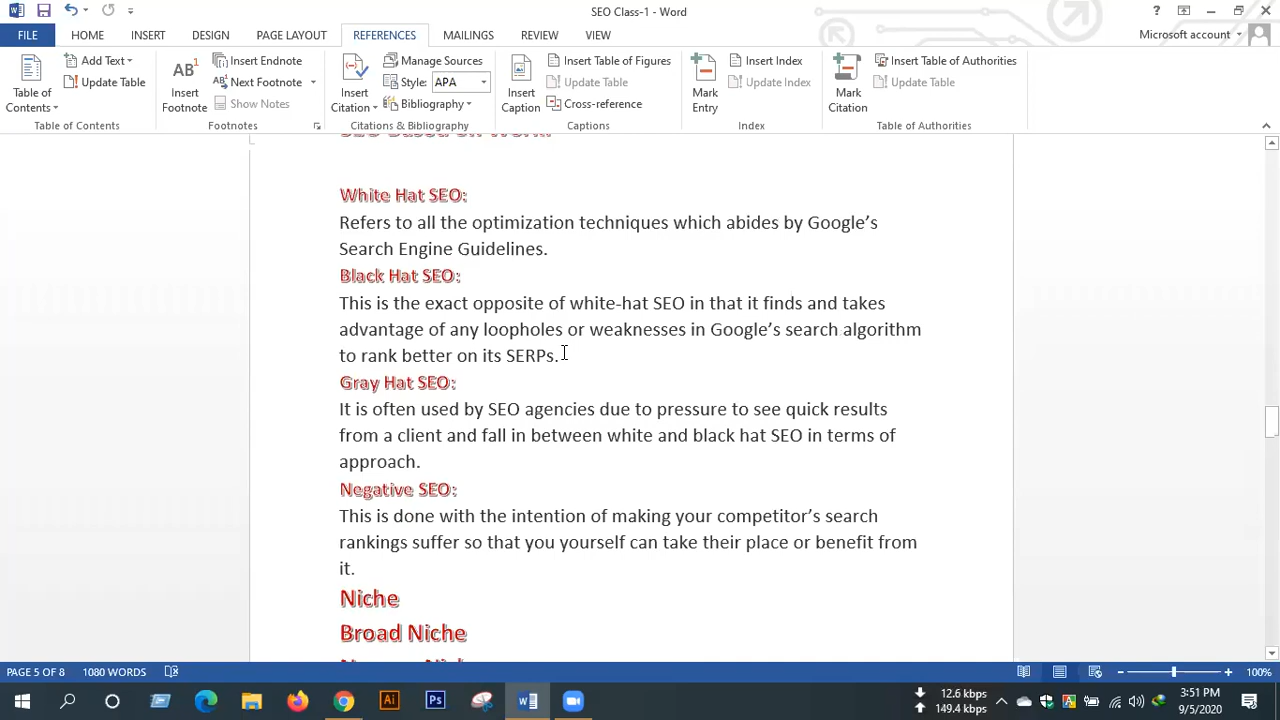 SEO Class-1 - Word
FILE HOME INSERT DESIGN PAGE LAYOUT REFERENCES MAILINGS REVIEW VIEW Microsoft account
Table of Contents
Add Text
Update Table
Table of Contents
AB¹ Insert Footnote
Insert Endnote
Next Footnote
Show Notes
Footnotes
Insert Citation
Manage Sources
Style: APA
Bibliography
Citations & Bibliography
Insert Caption
Insert Table of Figures
Update Table
Cross-reference
Captions
Mark Entry
Insert Index
Update Index
Index
Mark Citation
Insert Table of Authorities
Update Table
Table of Authorities
White Hat SEO:
Refers to all the optimization techniques which abides by Google’s
Search Engine Guidelines.
Black Hat SEO:
This is the exact opposite of white-hat SEO in that it finds and takes
advantage of any loopholes or weaknesses in Google’s search algorithm
to rank better on its SERPs.
Gray Hat SEO:
It is often used by SEO agencies due to pressure to see quick results
from a client and fall in between white and black hat SEO in terms of
approach.
Negative SEO:
This is done with the intention of making your competitor’s search
rankings suffer so that you yourself can take their place or benefit from
it.
Niche
Broad Niche
PAGE 5 OF 8 1080 WORDS 100%
12.6 kbps
149.4 kbps
3:51 PM
9/5/2020